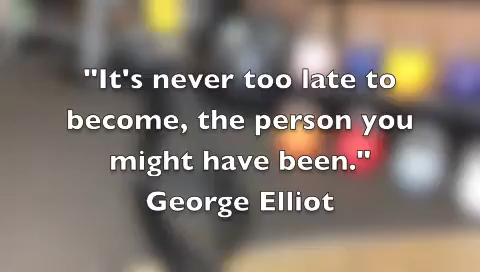 "It's never too late to
become, the person you
might have been."
George Elliot